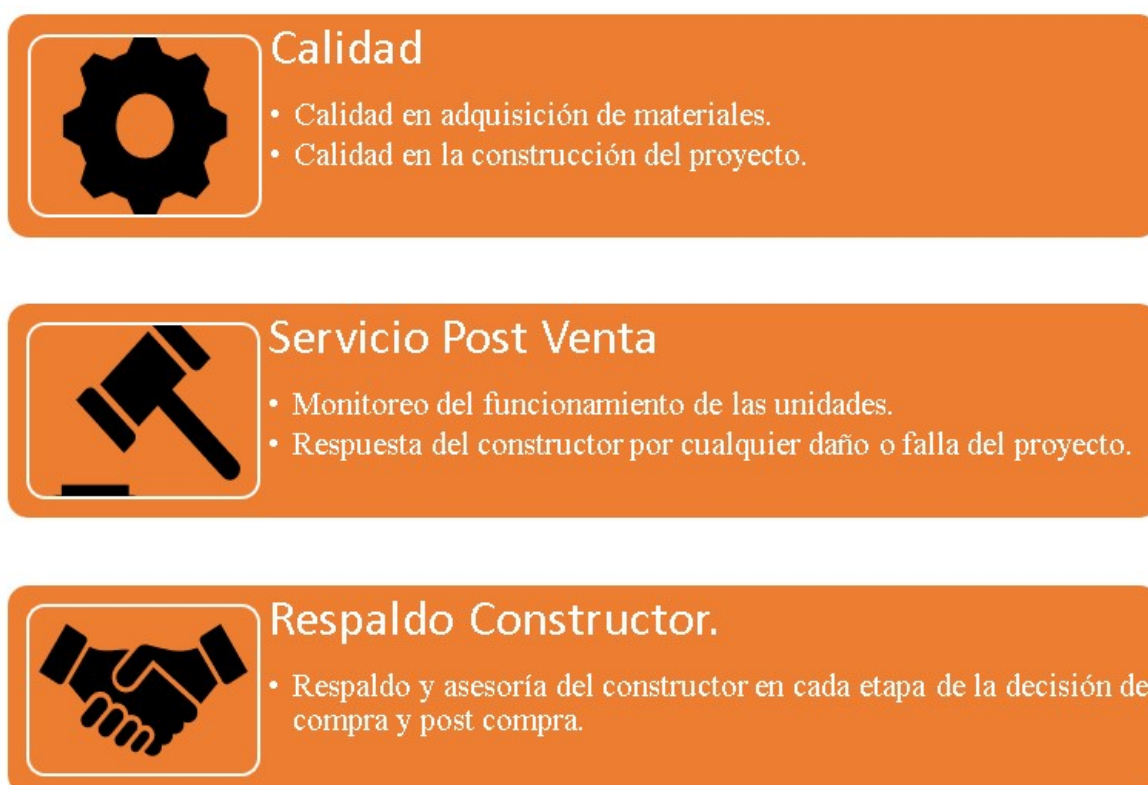 Calidad
• Calidad en adquisición de materiales.
• Calidad en la construcción del proyecto.
Servicio Post Venta
• Monitoreo del funcionamiento de las unidades.
• Respuesta del constructor por cualquier daño o falla del proyecto.
Respaldo Constructor.
• Respaldo y asesoría del constructor en cada etapa de la decisión de
compra y post compra.